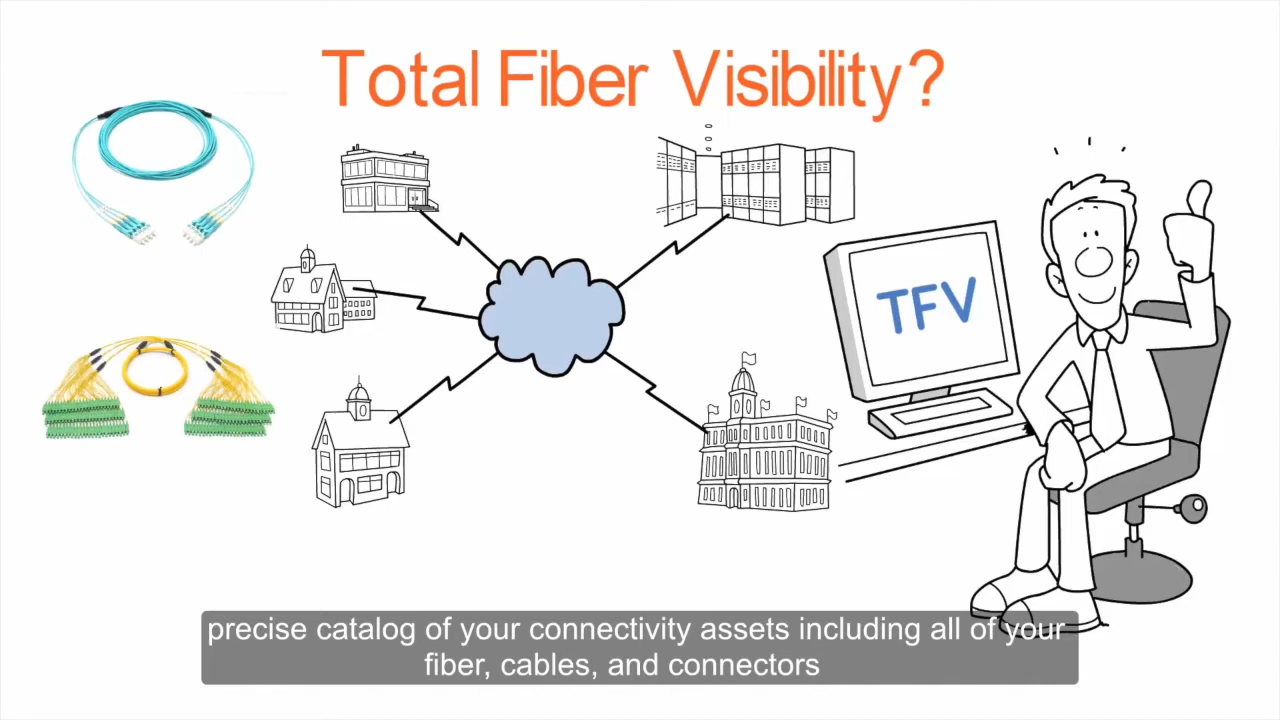 Total Fiber Visibility?
TFV
precise catalog of your connectivity assets including all of your
fiber, cables, and connectors